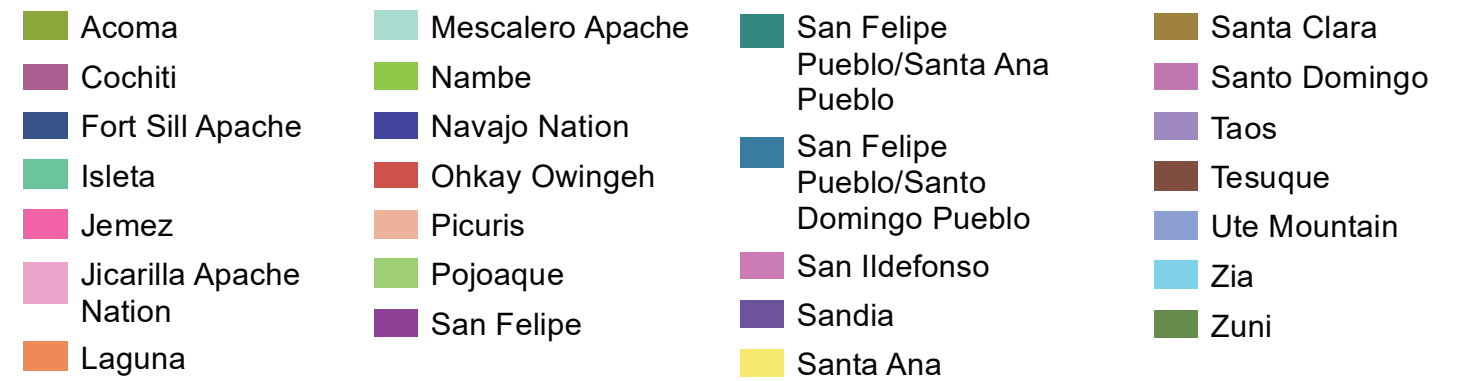 Acoma
Cochiti
Fort Sill Apache
Isleta
Jemez
Jicarilla Apache
Nation
Laguna
Mescalero Apache
Nambe
Navajo Nation
Ohkay Owingeh
Picuris
Pojoaque
San Felipe
San Felipe
Pueblo/Santa Ana
Pueblo
San Felipe
Pueblo/Santo
Domingo Pueblo
San Ildefonso
Sandia
Santa Ana
Santa Clara
Santo Domingo
Taos
Tesuque
Ute Mountain
Zia
Zuni